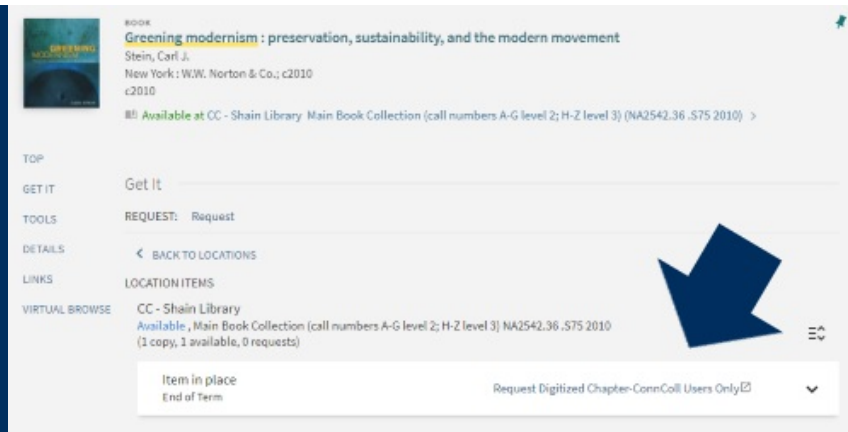 BOOK
Greening modernism : preservation, sustainability, and the modern movement
Stein, Carl J.
New York : W.W. Norton & Co.; c2010
c2010
Available at CC - Shain Library Main Book Collection (call numbers A-G level 2; H-Z level 3) (NA2542.36 .S75 2010) >
GREENING
MODERNISM
TOP
GET IT
TOOLS
DETAILS
LINKS
VIRTUAL BROWSE
Get It
REQUEST: Request
BACK TO LOCATIONS
LOCATION ITEMS
CC - Shain Library
Available , Main Book Collection (call numbers A-G level 2; H-Z level 3) NA2542.36 .S75 2010
(1 copy, 1 available, 0 requests)
Item in place
End of Term
Request Digitized Chapter-ConnColl Users Only